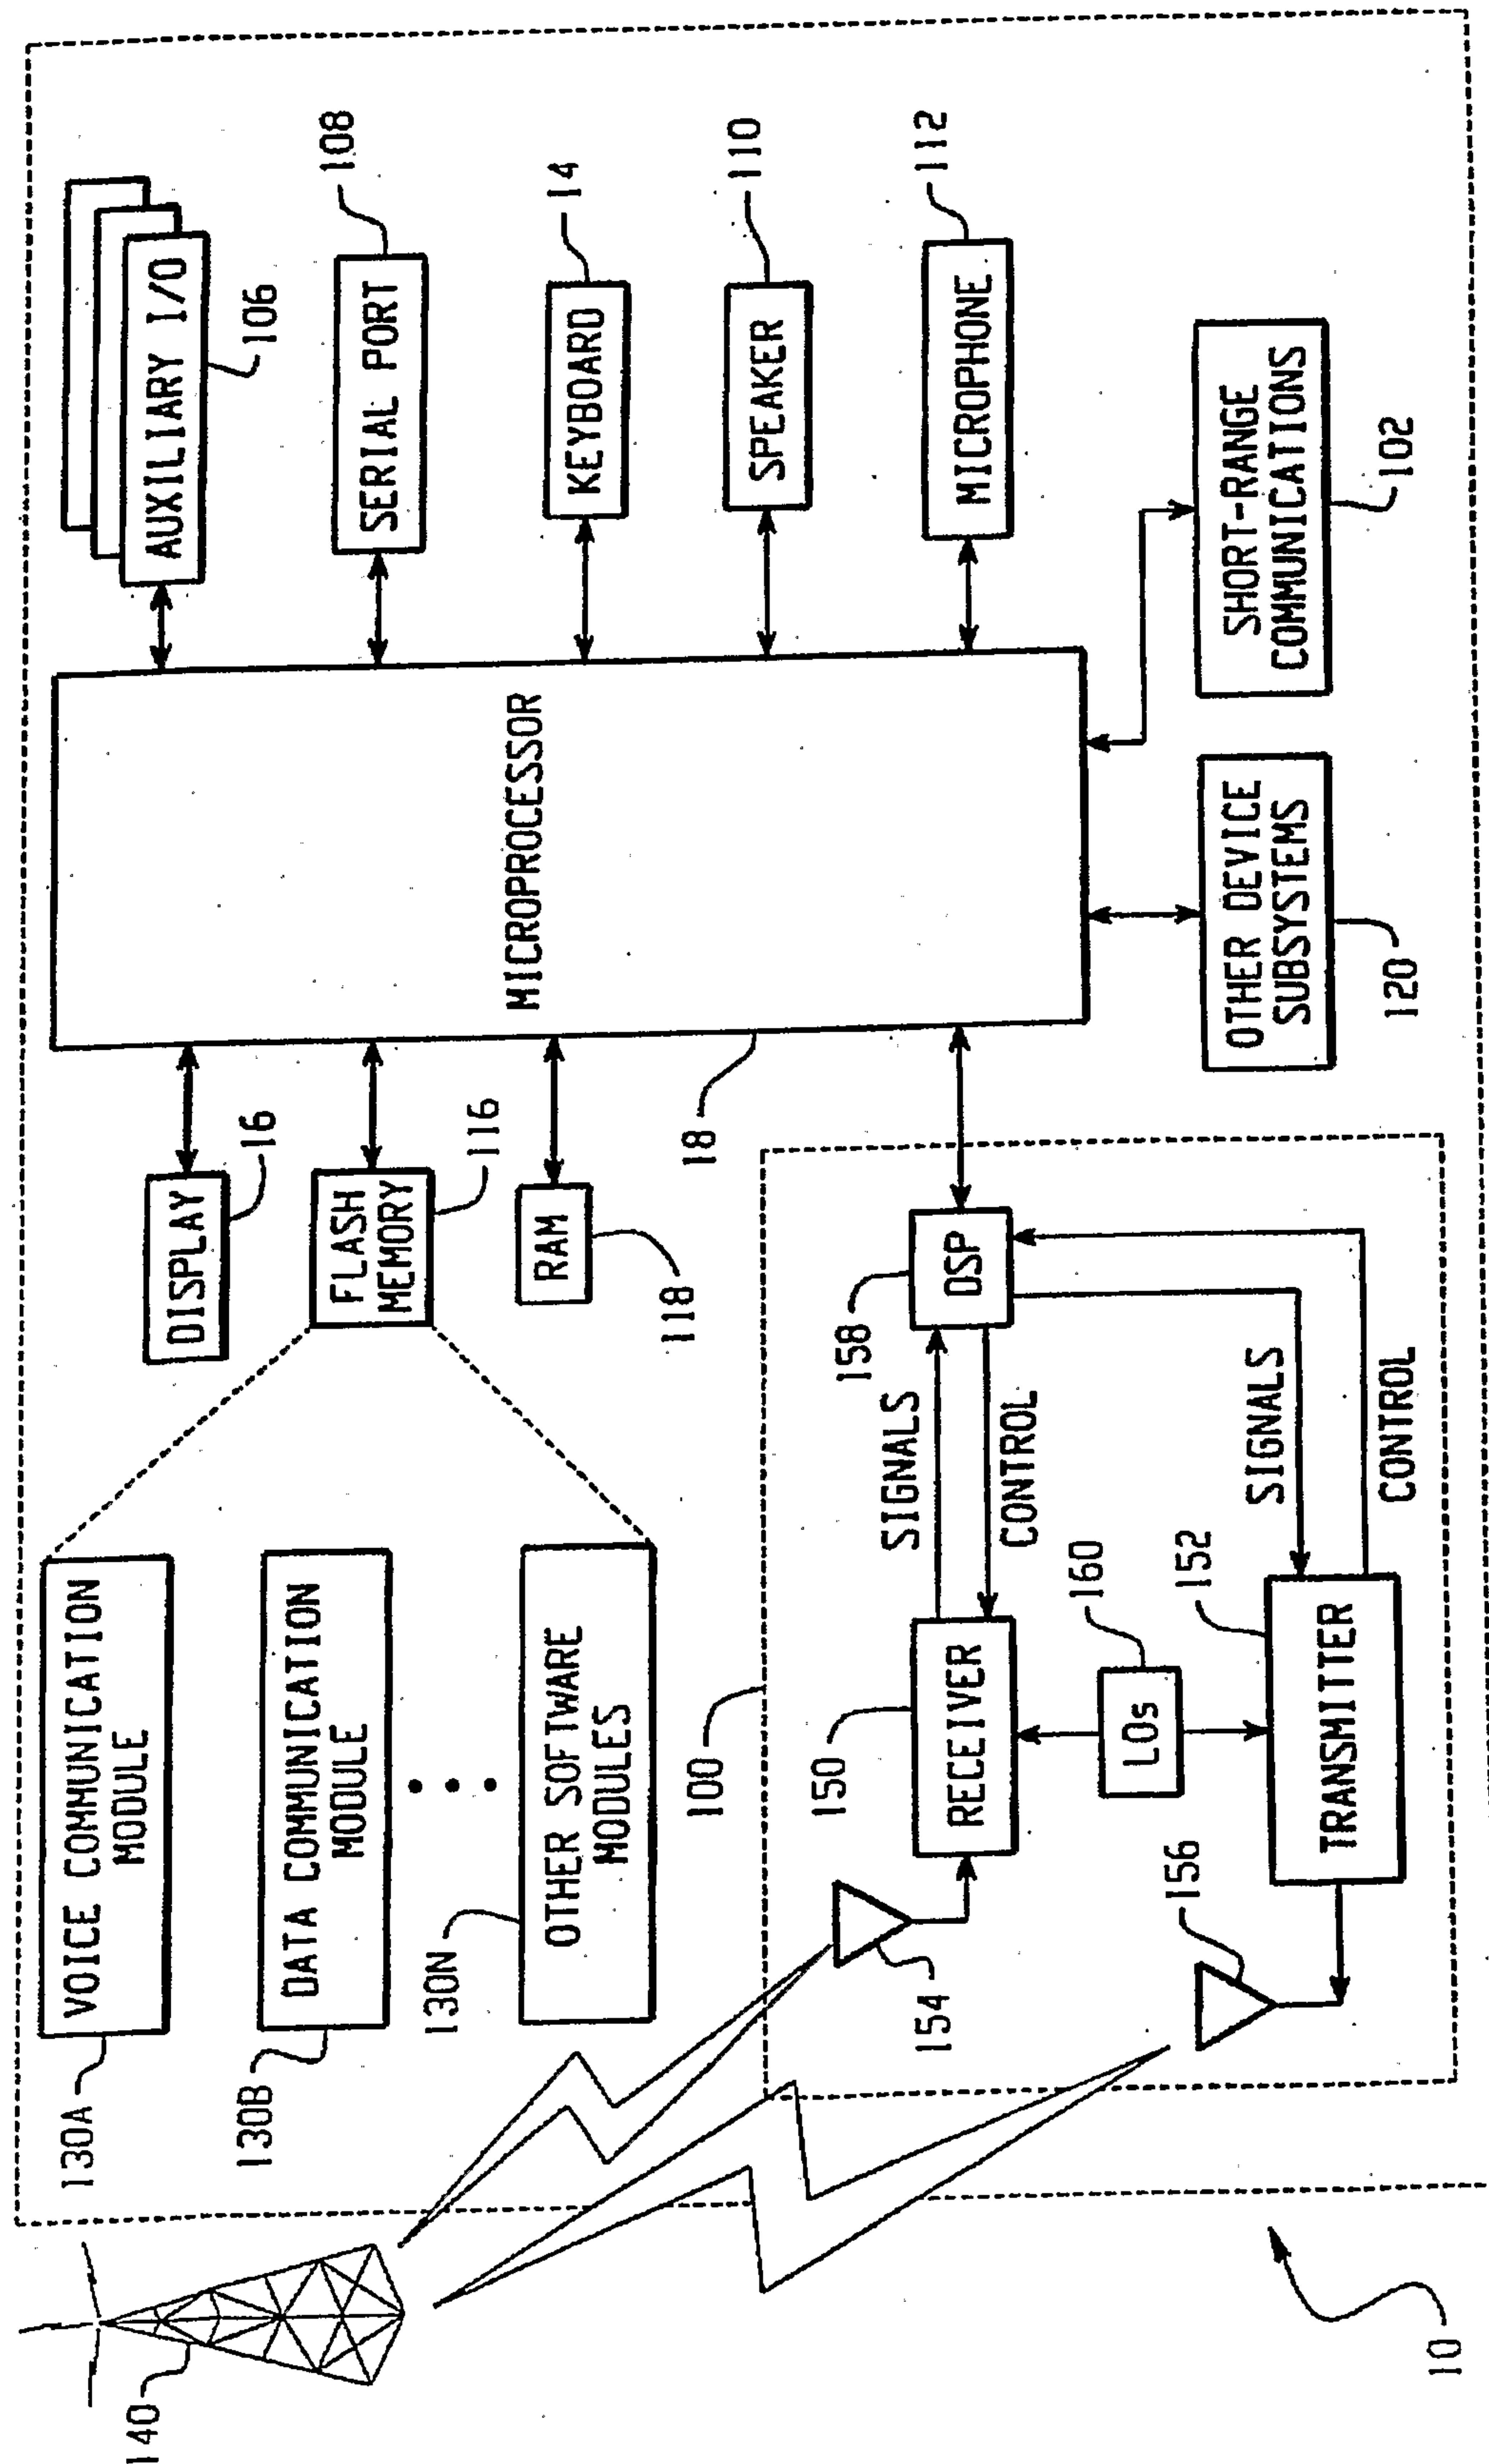 140
130A
VOICE COMMUNICATION
MODULE
130B
DATA COMMUNICATION
MODULE
130N
OTHER SOFTWARE
MODULES
DISPLAY
16
FLASH
MEMORY
116
RAM
118
MICROPROCESSOR
18
AUXILIARY I/O
106
SERIAL PORT
108
KEYBOARD
14
SPEAKER
110
MICROPHONE
112
SHORT-RANGE
COMMUNICATIONS
102
OTHER DEVICE
SUBSYSTEMS
120
100
150
RECEIVER
154
SIGNALS
CONTROL
158
DSP
160
LOs
152
TRANSMITTER
156
SIGNALS
CONTROL
10